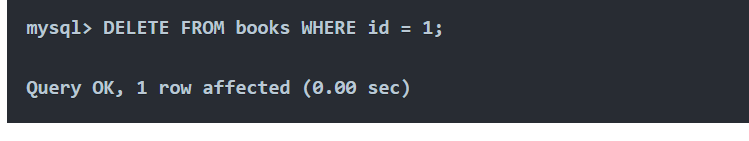 mysql> DELETE FROM books WHERE id = 1;
Query OK, 1 row affected (0.00 sec)